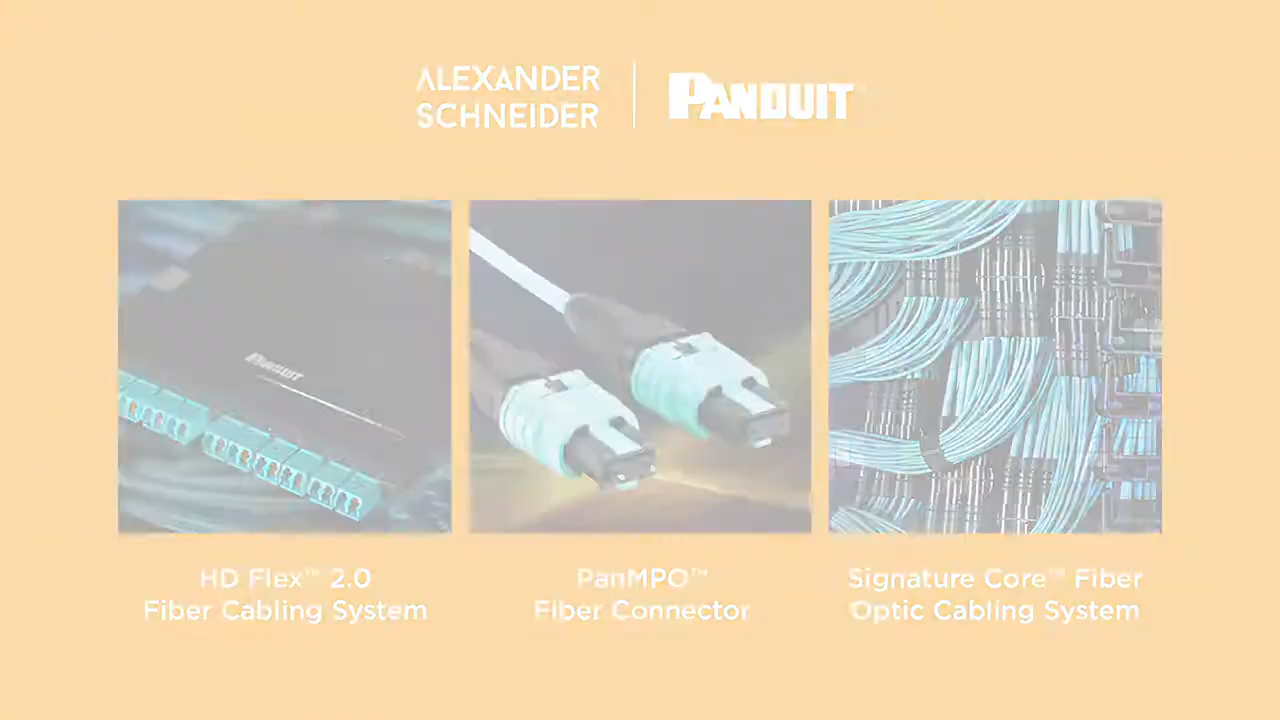 ALEXANDER
SCHNEIDER
PANDUIT
PANDUIT
HD Flex™ 2.0
Fiber Cabling System
PanMPO™
Fiber Connector
Signature Core™ Fiber
Optic Cabling System